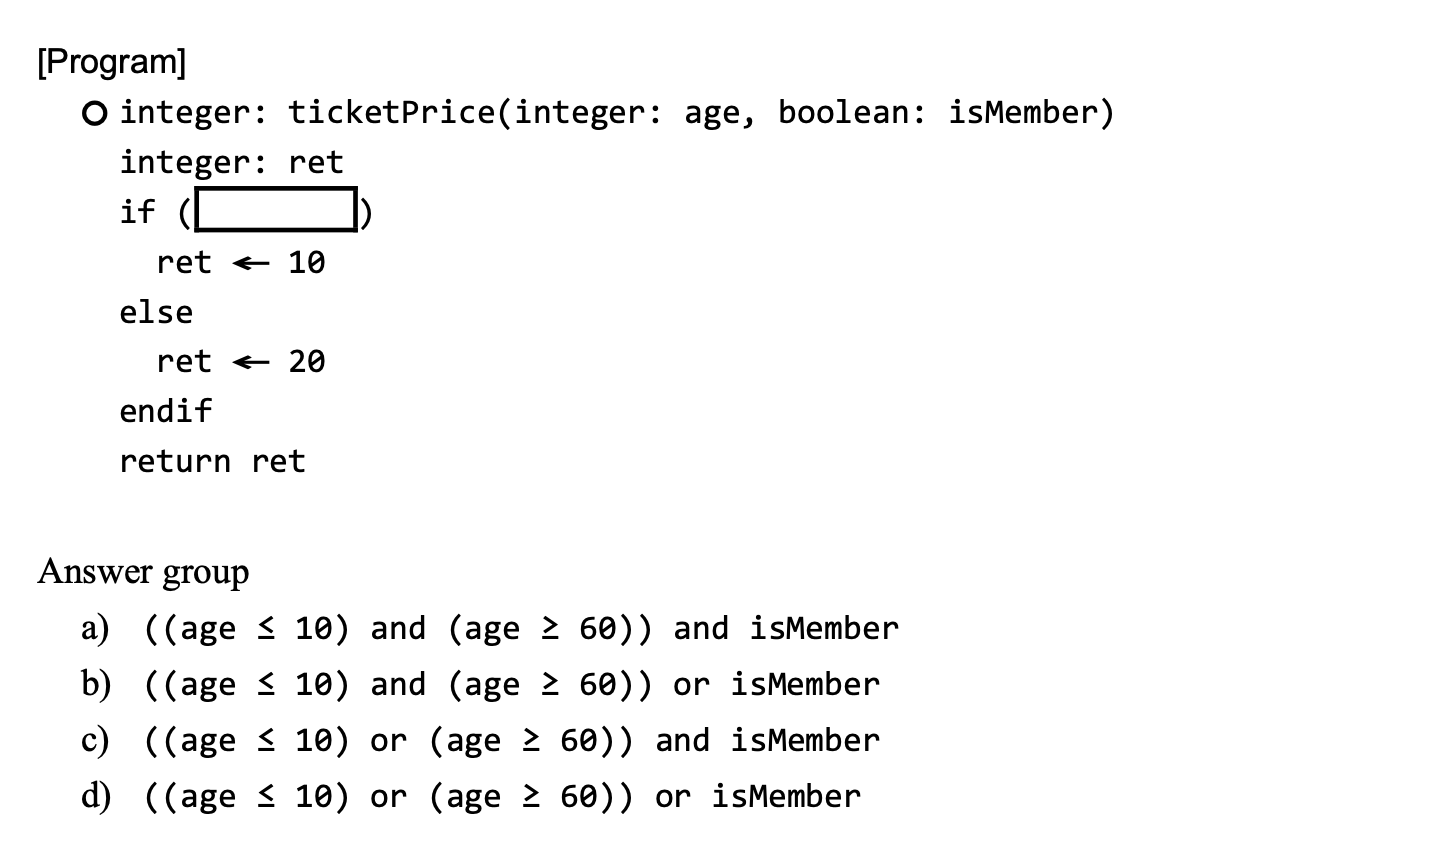 [Program]
○ integer: ticketPrice(integer: age, boolean: isMember)
integer: ret
if ( )
ret ← 10
else
ret ← 20
endif
return ret
Answer group
a) ((age ≤ 10) and (age ≥ 60)) and isMember
b) ((age ≤ 10) and (age ≥ 60)) or isMember
c) ((age ≤ 10) or (age ≥ 60)) and isMember
d) ((age ≤ 10) or (age ≥ 60)) or isMember